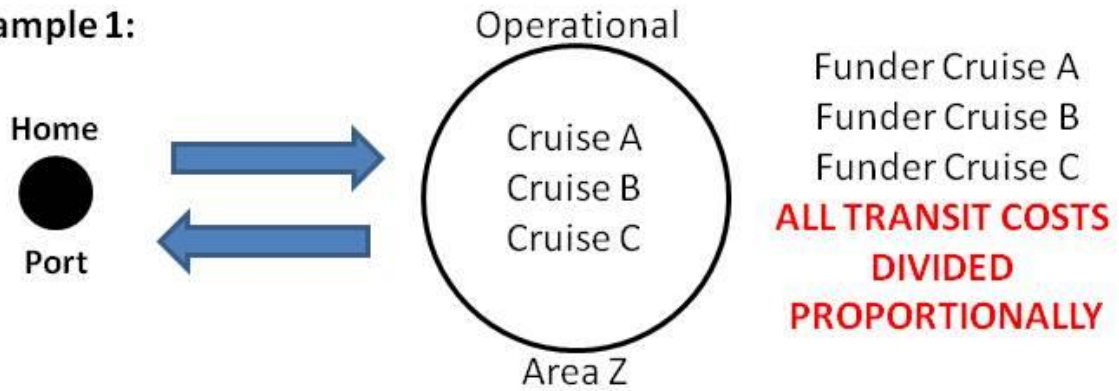 ample 1:
Home
Port
Operational
Cruise A
Cruise B
Cruise C
Area Z
Funder Cruise A
Funder Cruise B
Funder Cruise C
ALL TRANSIT COSTS
DIVIDED
PROPORTIONALLY